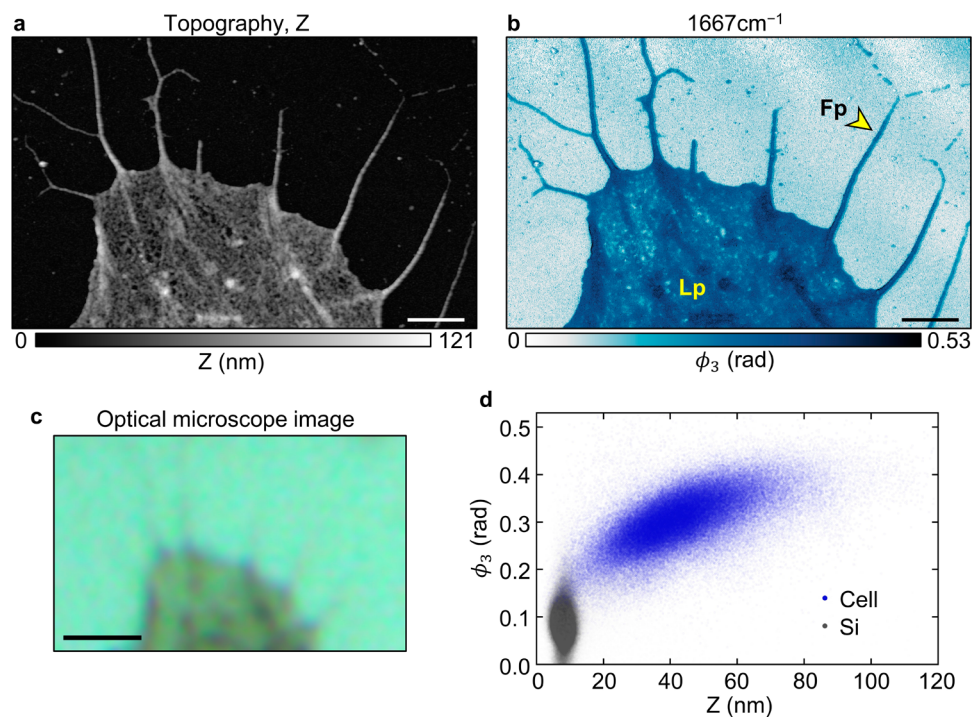 a
Topography, Z
0
121
Z (nm)
b
1667cm⁻¹
Fp
Lp
0
0.53
ϕ₃ (rad)
c
Optical microscope image
d
0.5
0.4
0.3
0.2
0.1
0.0
ϕ₃ (rad)
Cell
Si
0 20 40 60 80 100 120
Z (nm)